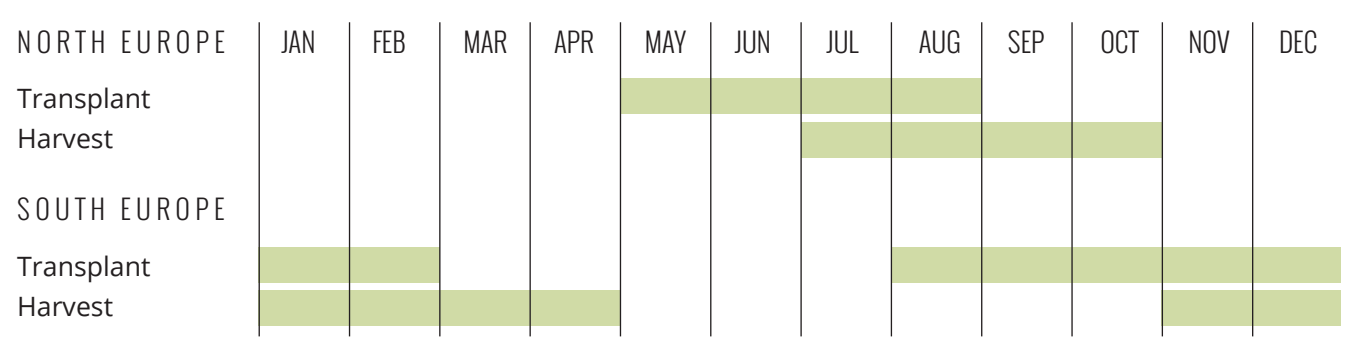 NORTH EUROPE JAN FEB MAR APR MAY JUN JUL AUG SEP OCT NOV DEC
Transplant
Harvest
SOUTH EUROPE
Transplant
Harvest